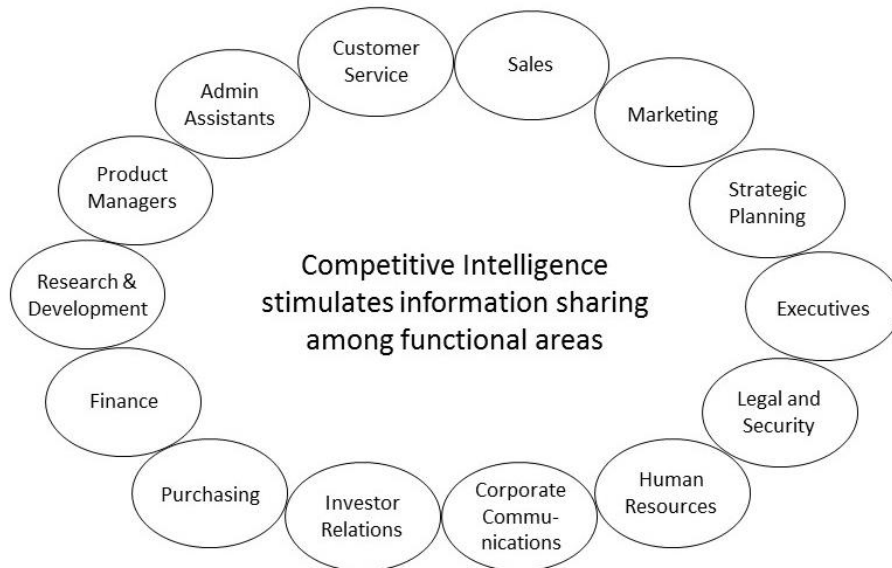 Customer
Service
Sales
Admin
Assistants
Marketing
Product
Managers
Strategic
Planning
Competitive Intelligence
stimulates information sharing
among functional areas
Research &
Development
Executives
Finance
Legal and
Security
Purchasing
Investor
Relations
Corporate
Commu-
nications
Human
Resources